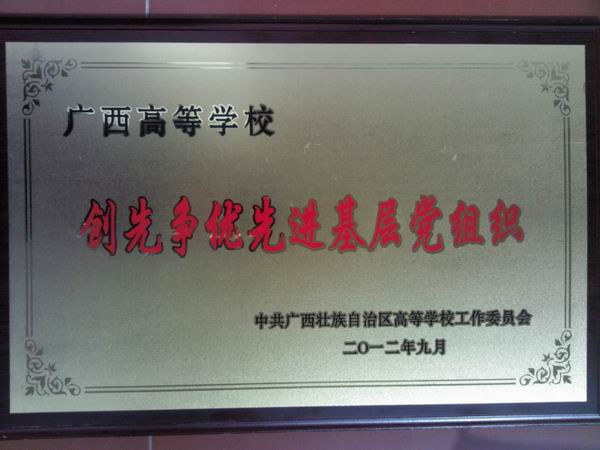 广西高等学校
创先争优先进基层党组织
中共广西壮族自治区高等学校工作委员会
二〇一二年九月